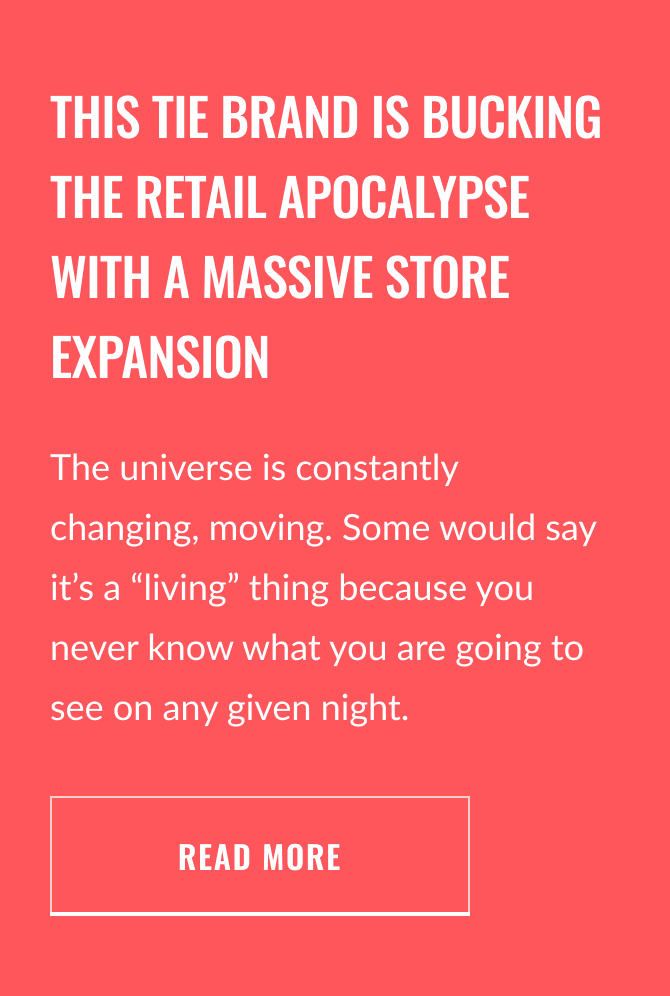 THIS TIE BRAND IS BUCKING
THE RETAIL APOCALYPSE
WITH A MASSIVE STORE
EXPANSION
The universe is constantly
changing, moving. Some would say
it’s a “living” thing because you
never know what you are going to
see on any given night.
READ MORE